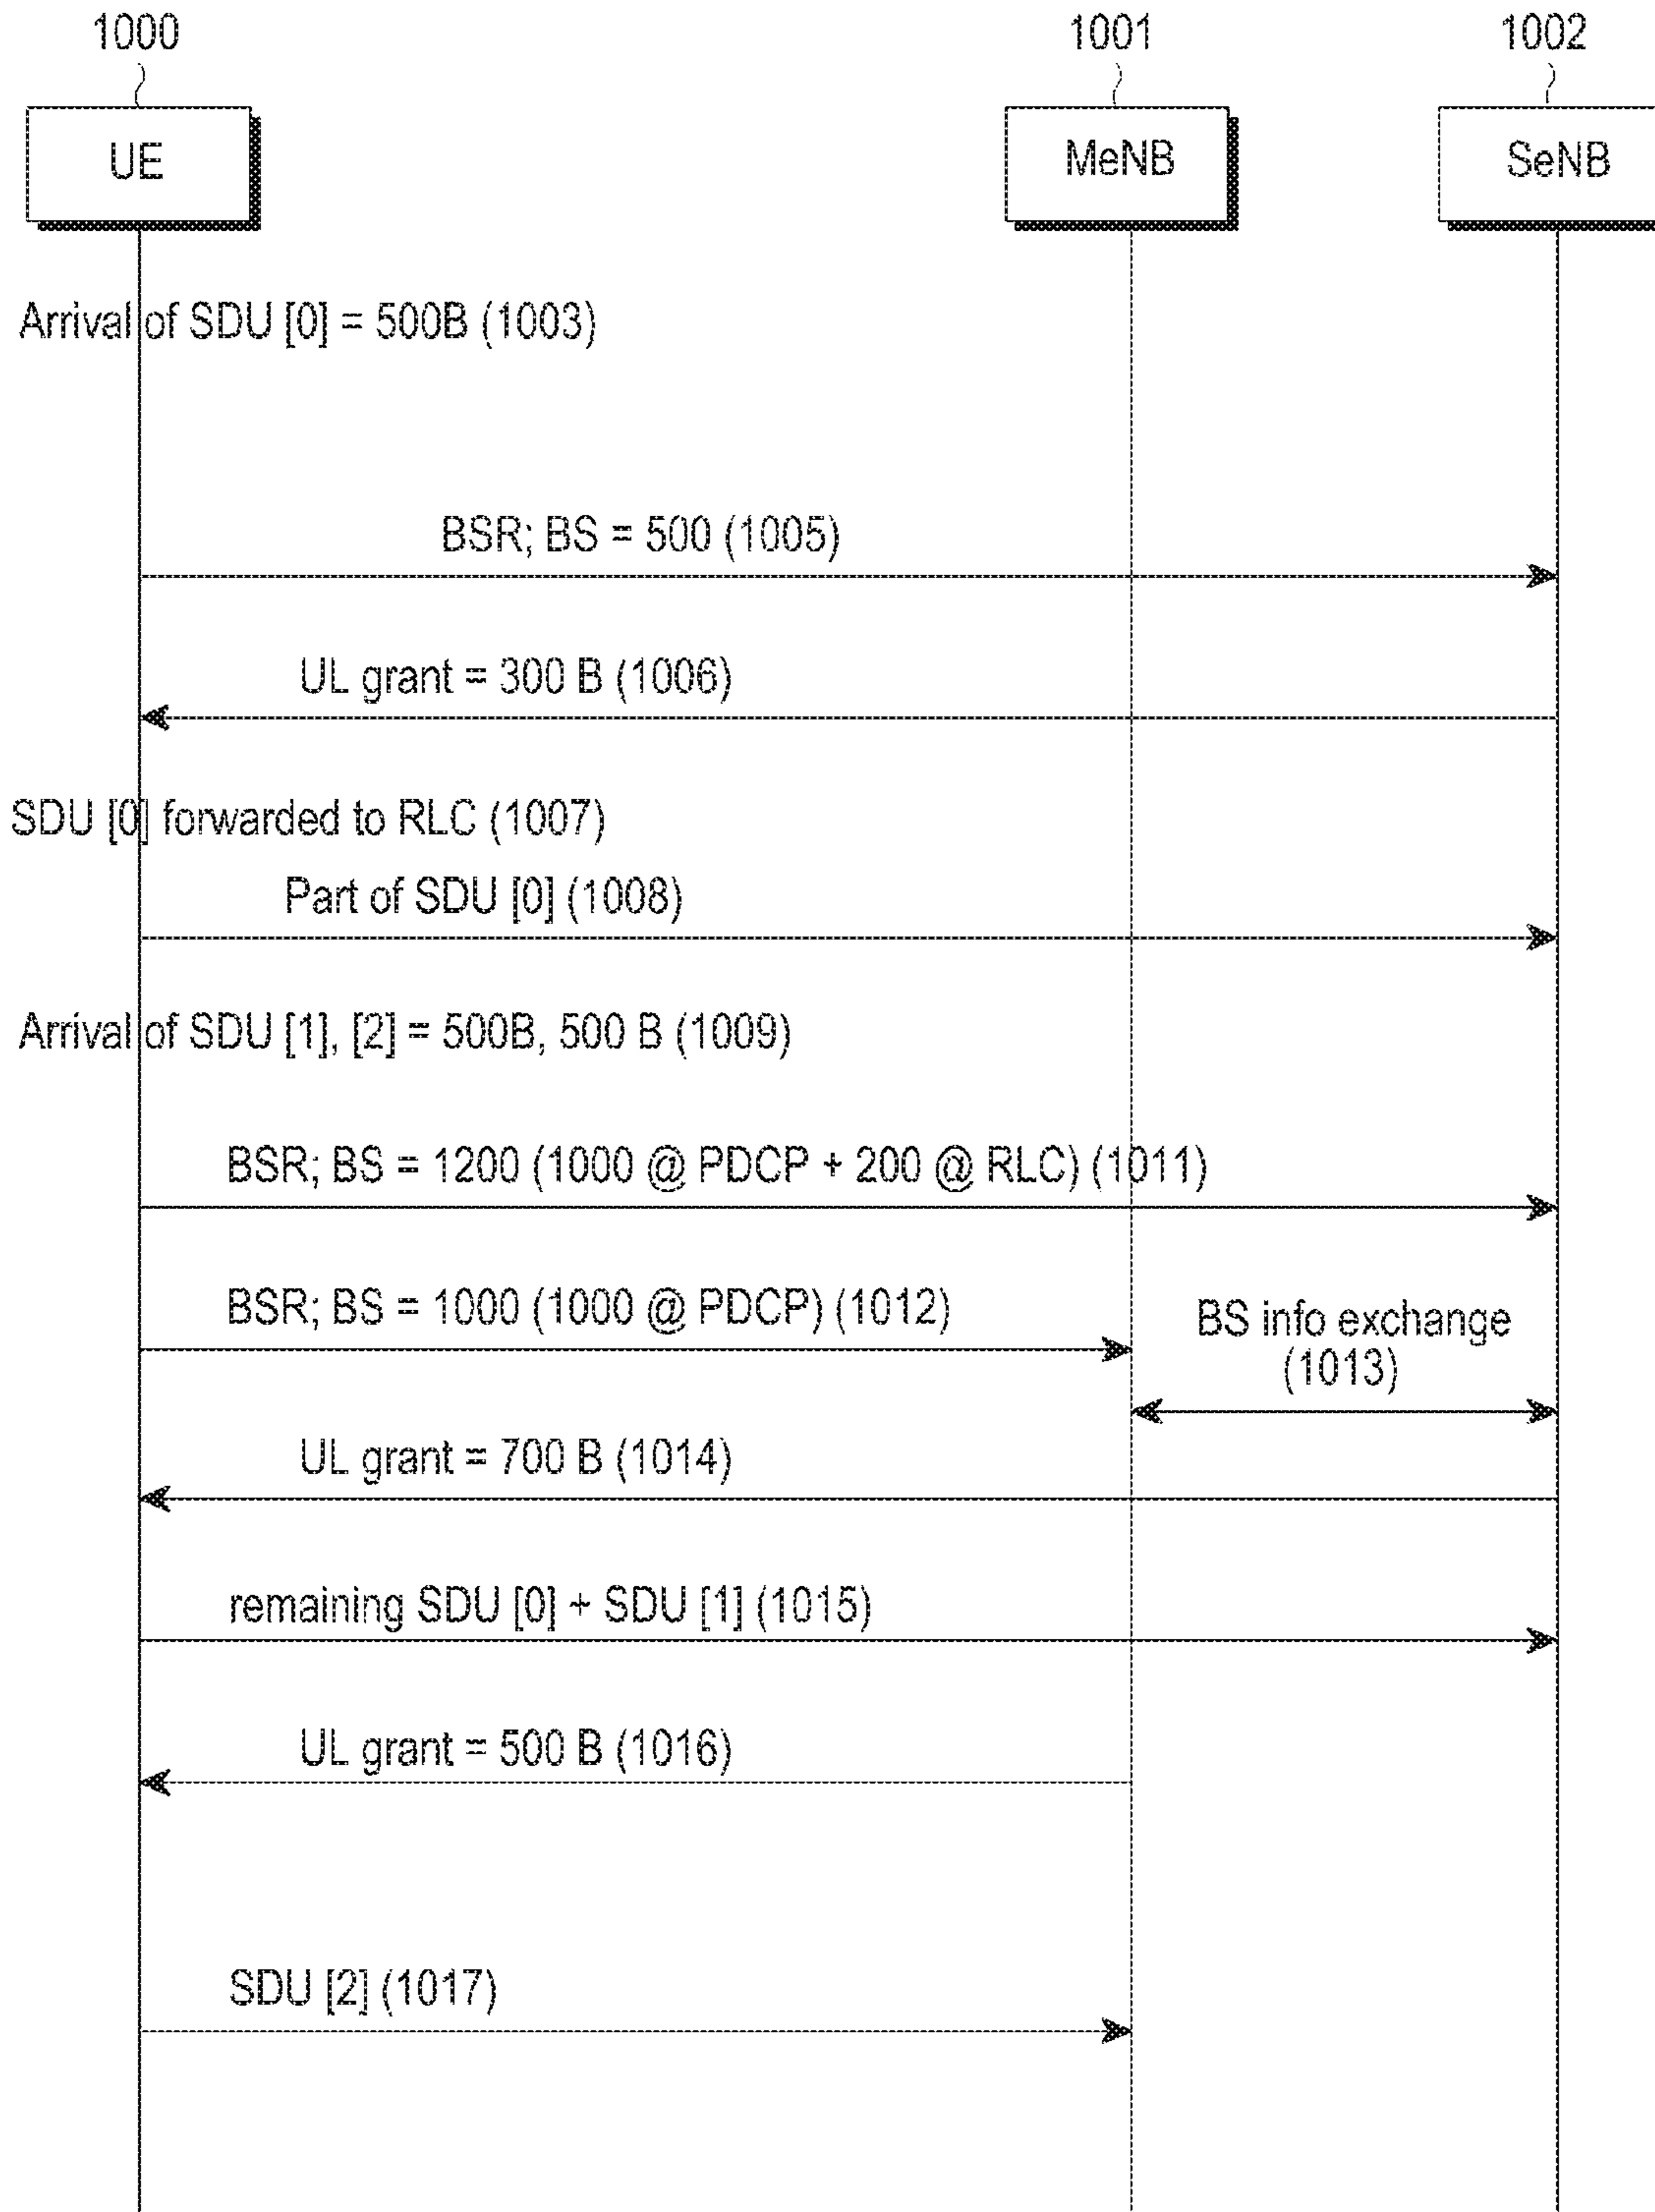 1000
1001
1002
UE
MeNB
SeNB
Arrival of SDU [0] = 500B (1003)
BSR; BS = 500 (1005)
UL grant = 300 B (1006)
SDU [0] forwarded to RLC (1007)
Part of SDU [0] (1008)
Arrival of SDU [1], [2] = 500B, 500 B (1009)
BSR; BS = 1200 (1000 @ PDCP + 200 @ RLC) (1011)
BSR; BS = 1000 (1000 @ PDCP) (1012)
BS info exchange
(1013)
UL grant = 700 B (1014)
remaining SDU [0] + SDU [1] (1015)
UL grant = 500 B (1016)
SDU [2] (1017)